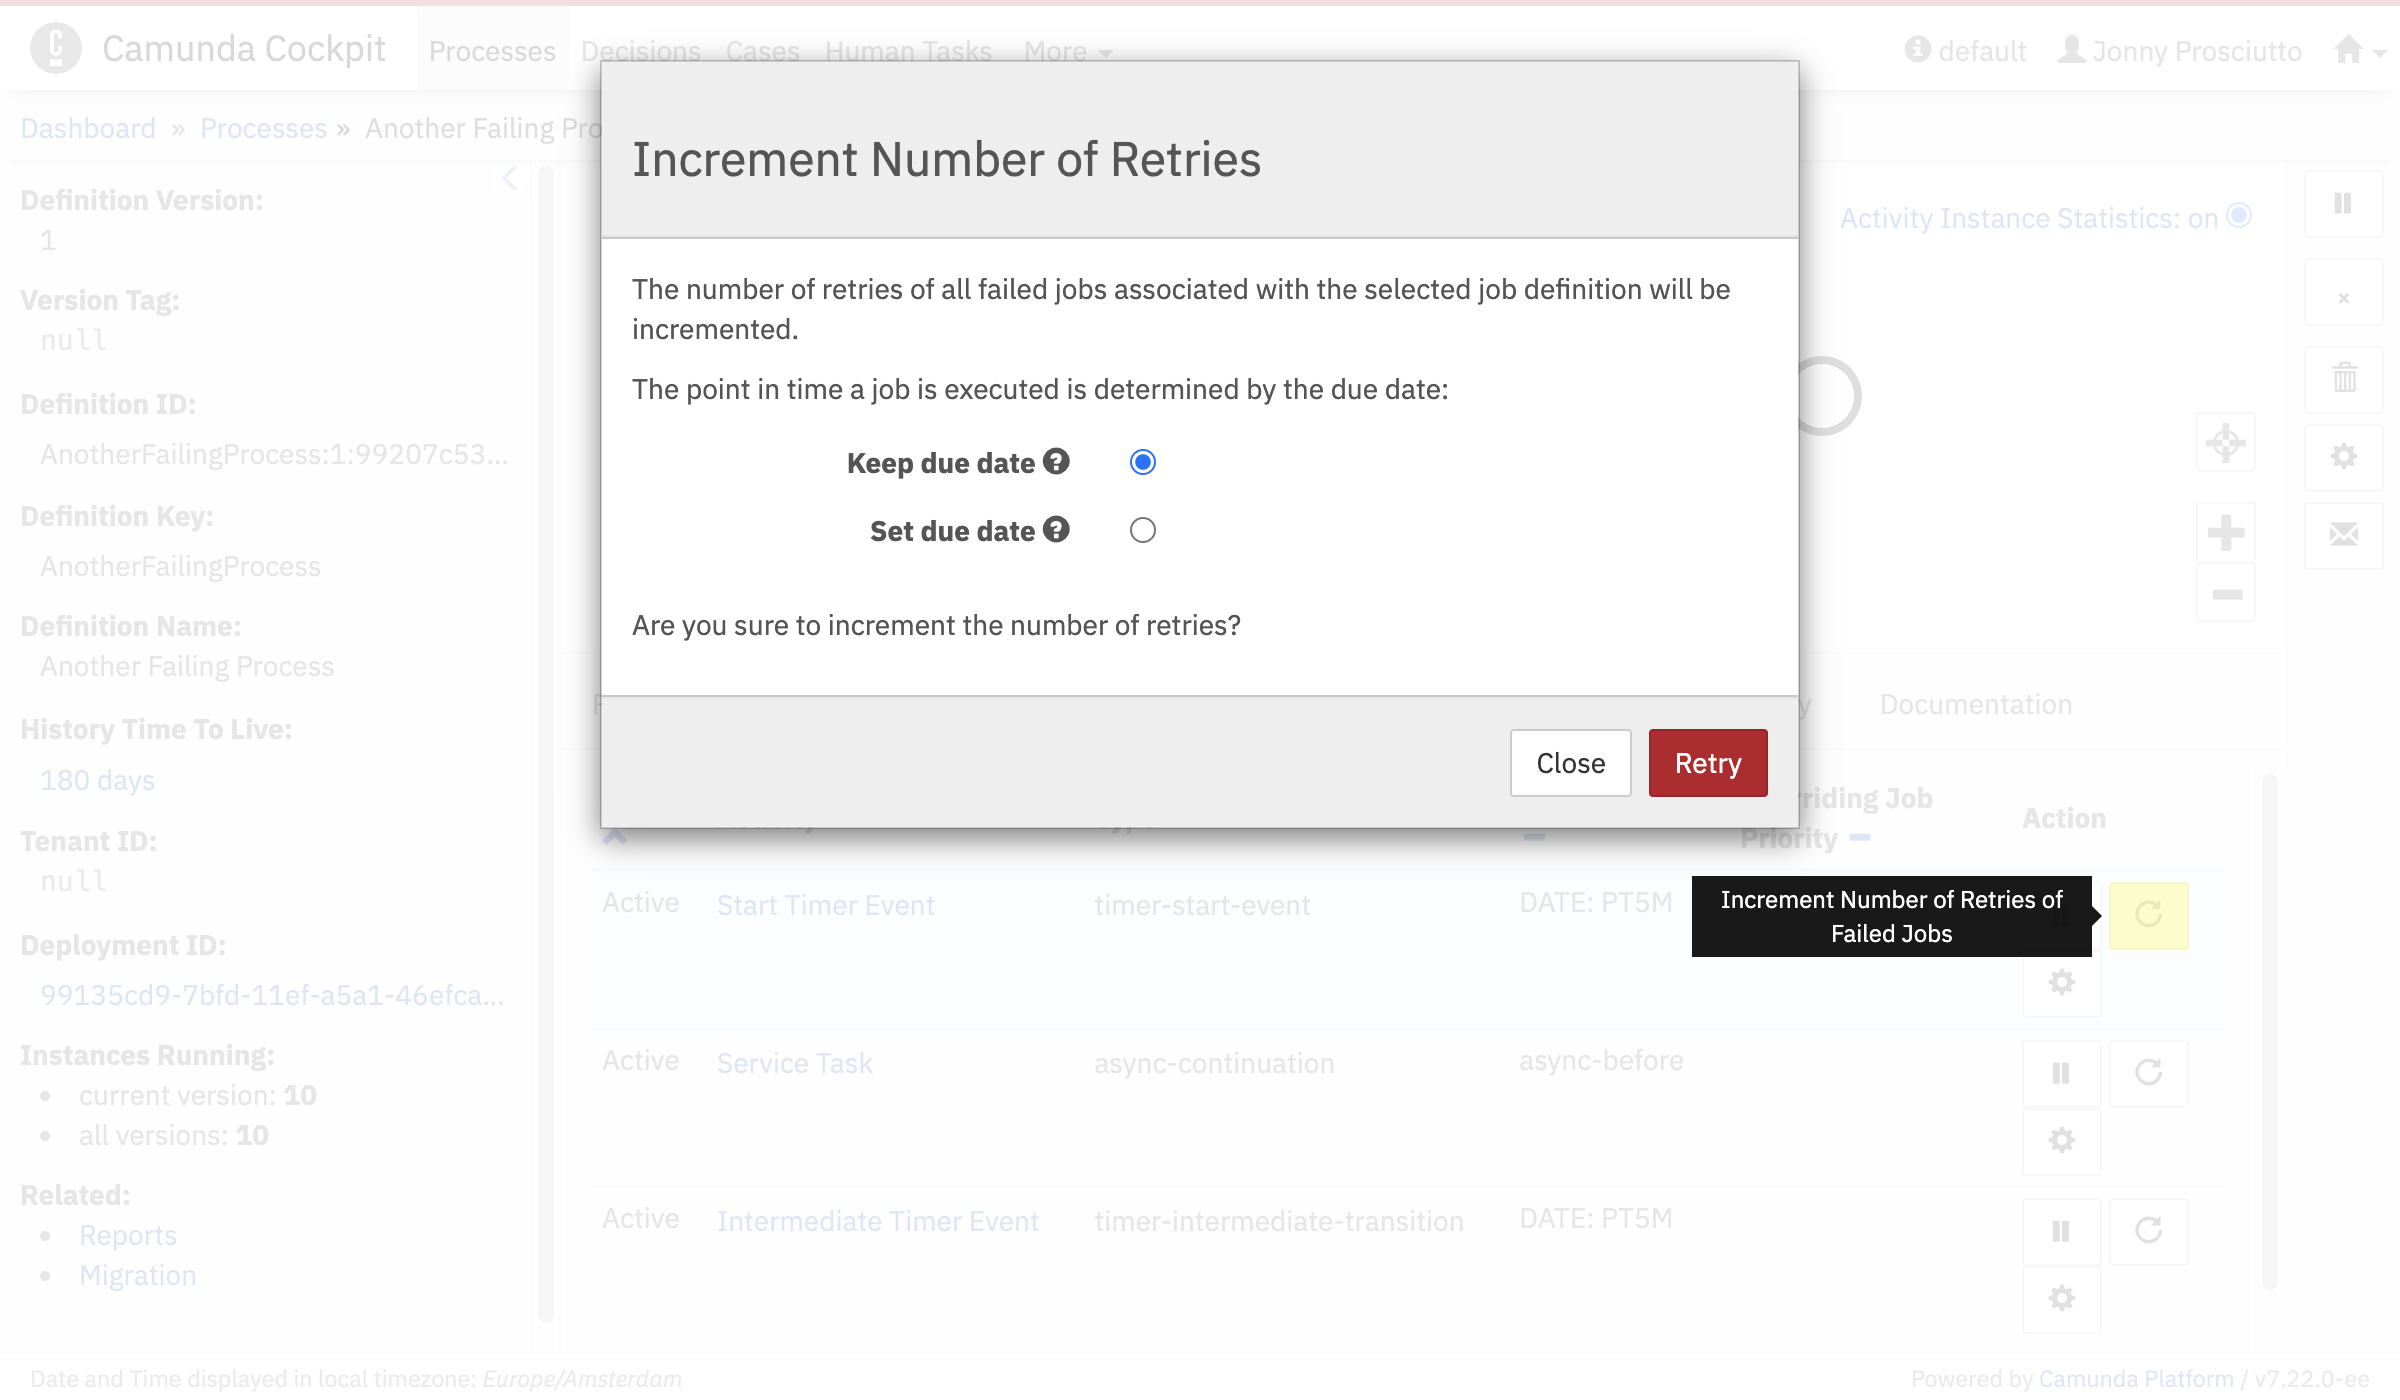 Camunda Cockpit Processes Decisions Cases Human Tasks More default Jonny Prosciutto
Dashboard » Processes » Another Failing Pro
Increment Number of Retries
The number of retries of all failed jobs associated with the selected job definition will be
incremented.
The point in time a job is executed is determined by the due date:
Keep due date
Set due date
Are you sure to increment the number of retries?
Close Retry
Definition Version:
1
Version Tag:
null
Definition ID:
AnotherFailingProcess:1:99207c53...
Definition Key:
AnotherFailingProcess
Definition Name:
Another Failing Process
History Time To Live:
180 days
Tenant ID:
null
Deployment ID:
99135cd9-7bfd-11ef-a5a1-46efca...
Instances Running:
current version: 10
all versions: 10
Related:
Reports
Migration
Activity Instance Statistics: on
Documentation
riding Job
Priority
Action
Active Start Timer Event timer-start-event DATE: PT5M
Increment Number of Retries of
Failed Jobs
Active Service Task async-continuation async-before
Active Intermediate Timer Event timer-intermediate-transition DATE: PT5M
Date and Time displayed in local timezone: Europe/Amsterdam
Powered by Camunda Platform / v7.22.0-ee